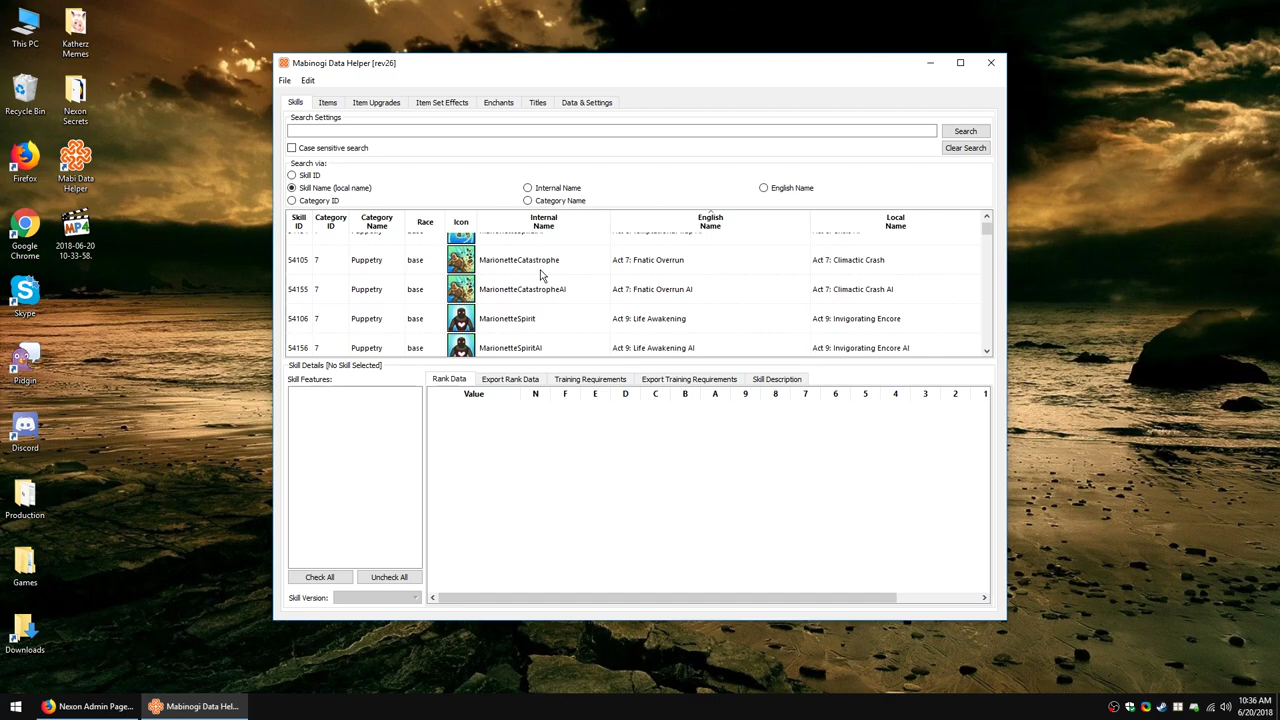 This PC
Katherz Memes
Recycle Bin
Nexon Secrets
Firefox
Mabi Data Helper
Google Chrome
MP4
2018-06-20 10-33-58.
Skype
Pidgin
Discord
Production
Games
Downloads
Mabinogi Data Helper [rev26]
File Edit
Skills Items Item Upgrades Item Set Effects Enchants Titles Data & Settings
Search Settings
Search
Case sensitive search
Clear Search
Search via:
Skill ID
Skill Name (local name) Internal Name English Name
Category ID Category Name
Skill ID Category ID Category Name Race Icon Internal Name English Name Local Name
54105 7 Puppetry base MarionetteCatastrophe Act 7: Fnatic Overrun Act 7: Climactic Crash
54155 7 Puppetry base MarionetteCatastropheAI Act 7: Fnatic Overrun AI Act 7: Climactic Crash AI
54106 7 Puppetry base MarionetteSpirit Act 9: Life Awakening Act 9: Invigorating Encore
54156 7 Puppetry base MarionetteSpiritAI Act 9: Life Awakening AI Act 9: Invigorating Encore AI
Skill Details [No Skill Selected]
Skill Features:
Rank Data Export Rank Data Training Requirements Export Training Requirements Skill Description
Value N F E D C B A 9 8 7 6 5 4 3 2 1
Check All Uncheck All
Skill Version:
Nexon Admin Page... Mabinogi Data Hel...
10:36 AM
6/20/2018